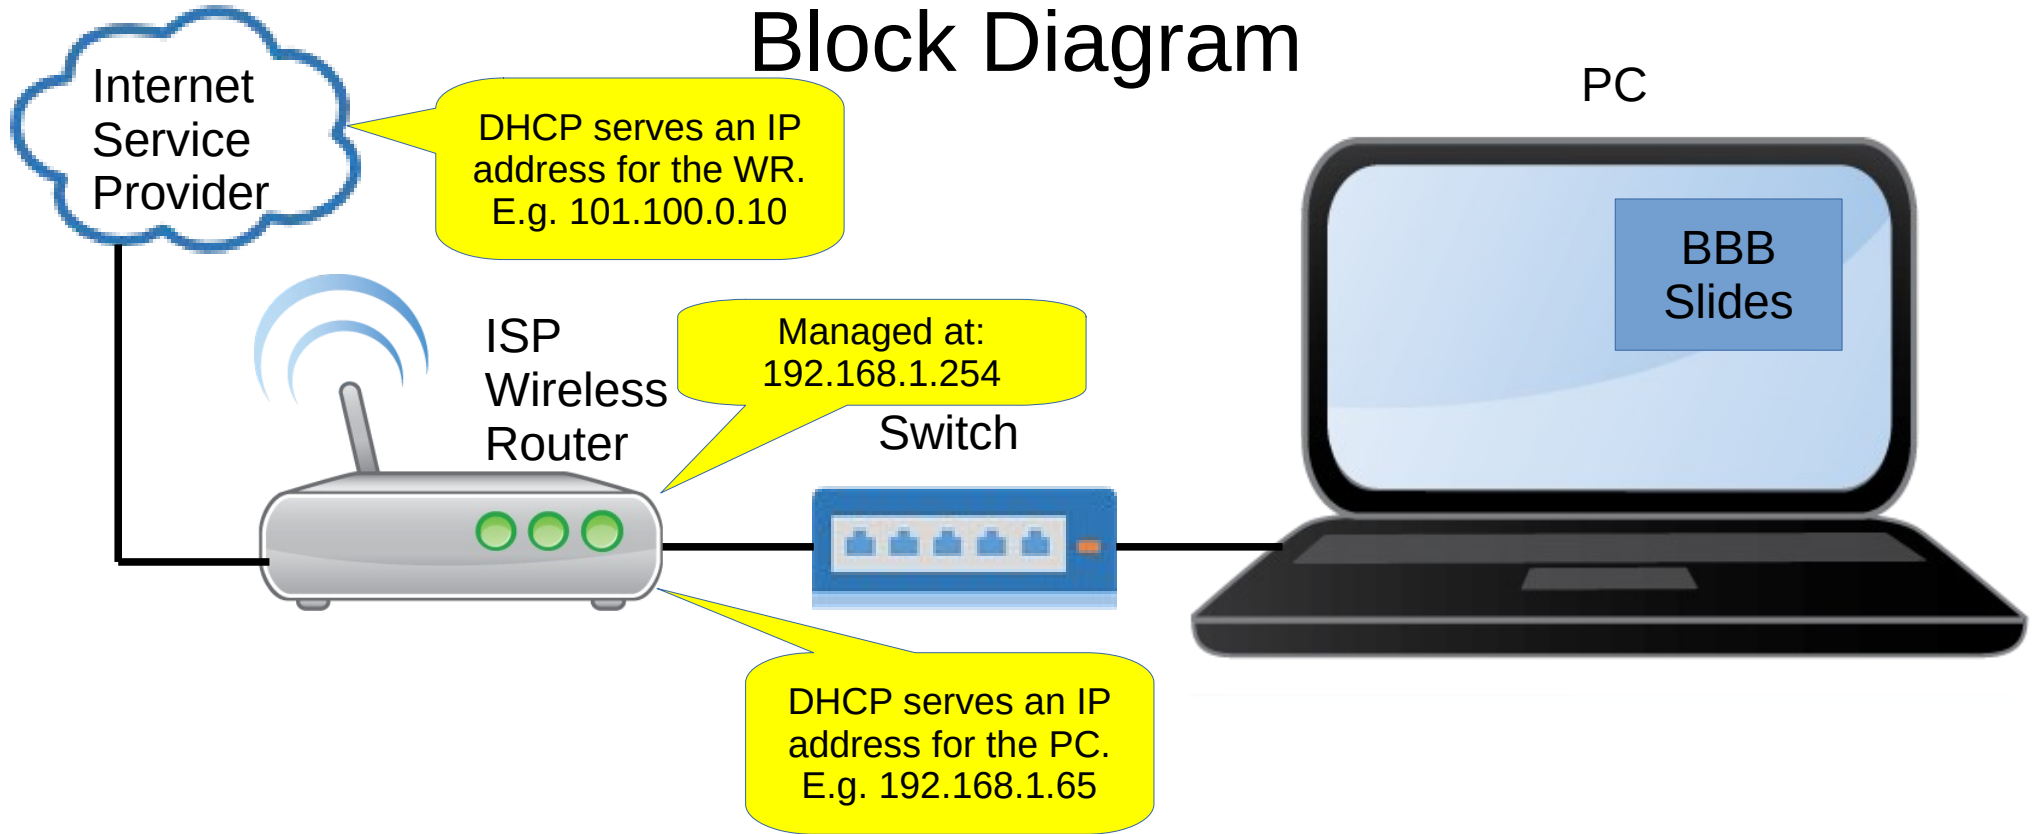 Block Diagram
Internet
Service
Provider
DHCP serves an IP
address for the WR.
E.g. 101.100.0.10
PC
BBB
Slides
ISP
Wireless
Router
Managed at:
192.168.1.254
Switch
DHCP serves an IP
address for the PC.
E.g. 192.168.1.65